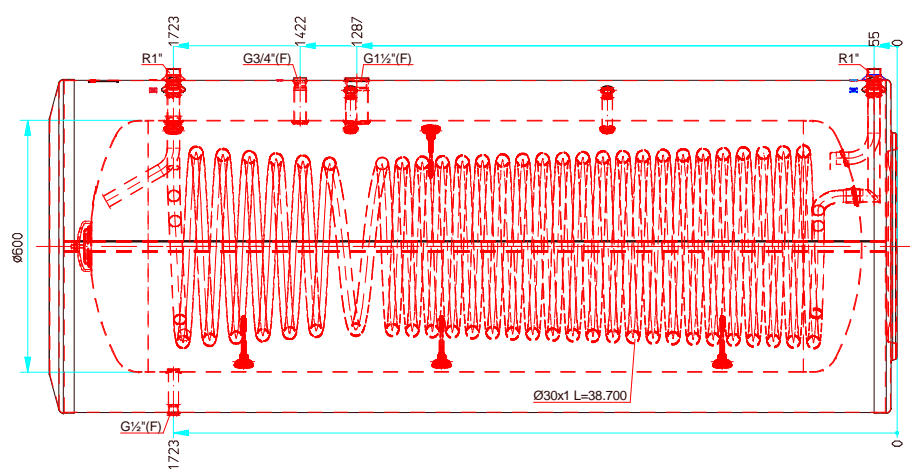 1723
1422
1287
55
0
R1"
G3/4"(F)
G1½"(F)
R1"
Ø600
Ø30x1 L=38.700
G½"(F)
1723
0